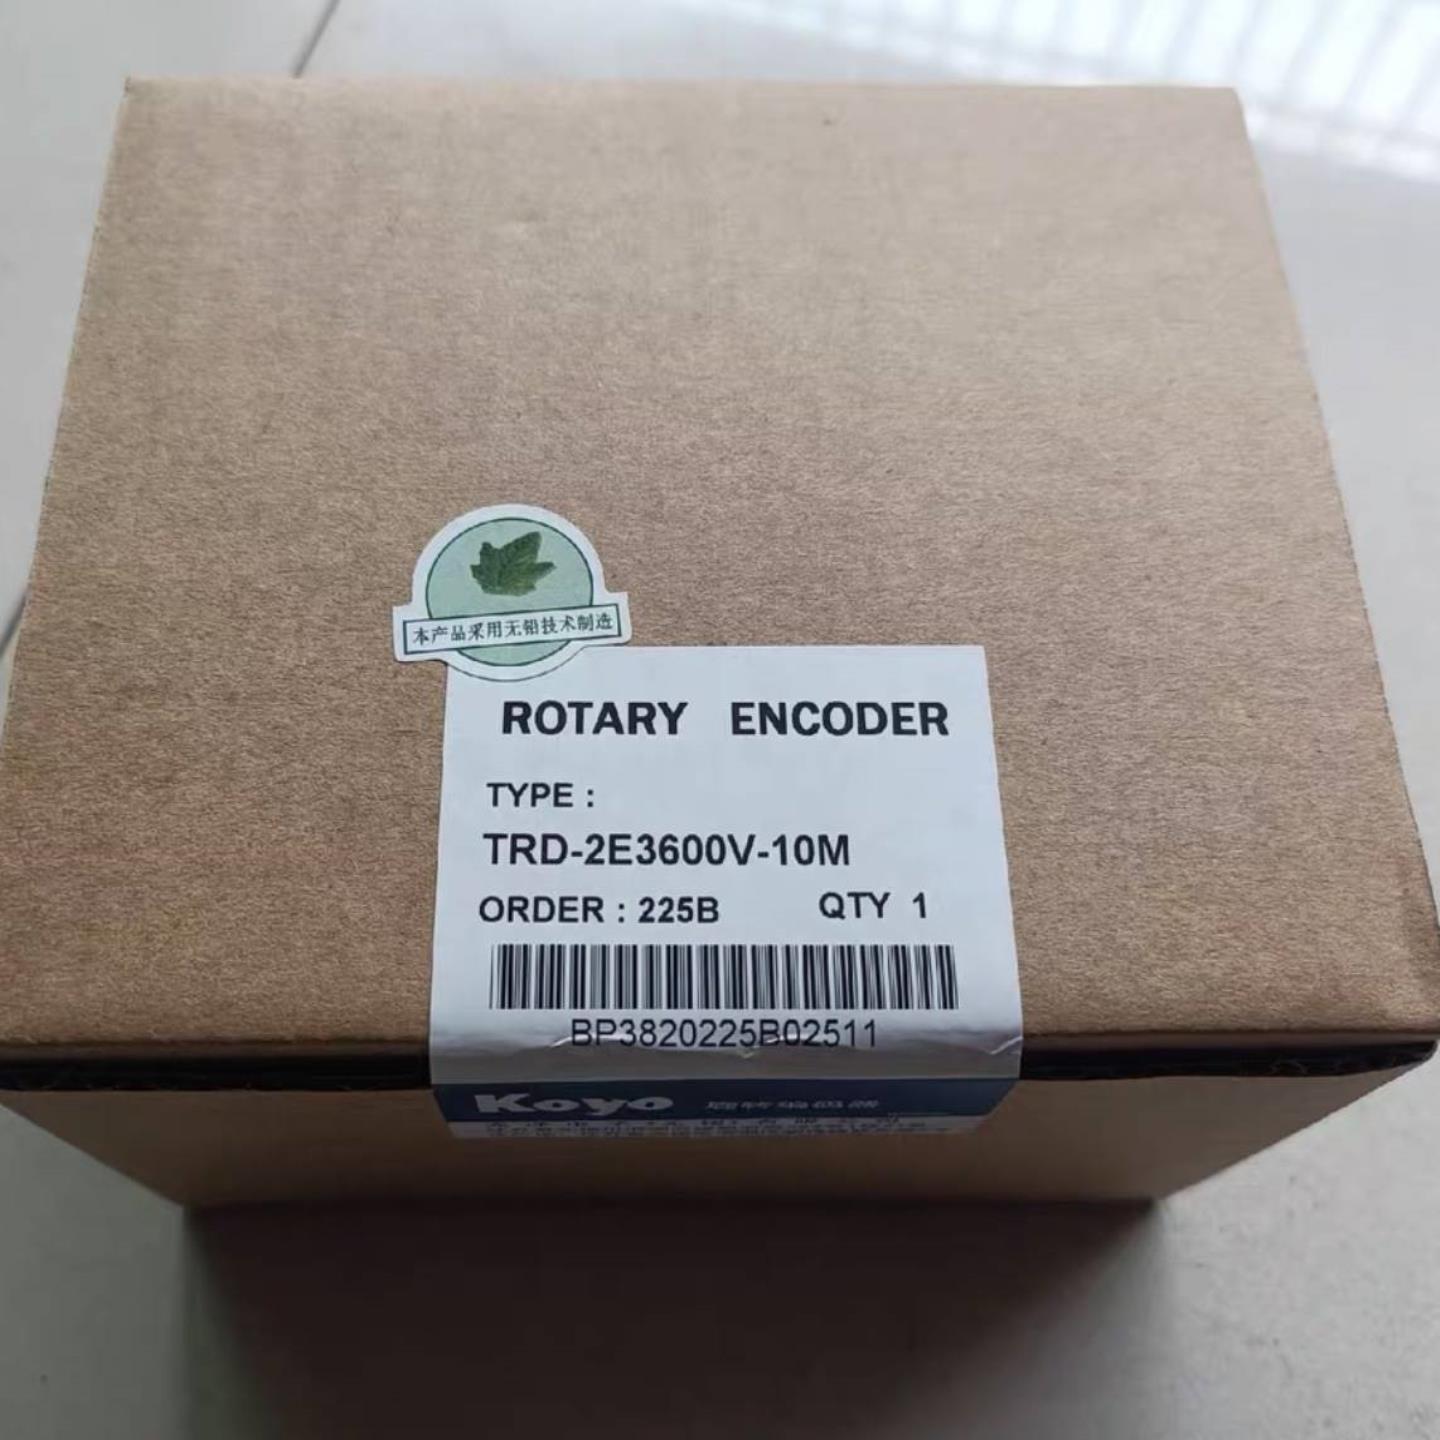 本产品采用无铅技术制造
ROTARY ENCODER
TYPE :
TRD-2E3600V-10M
ORDER : 225B QTY 1
BP3820225B02511
Koyo